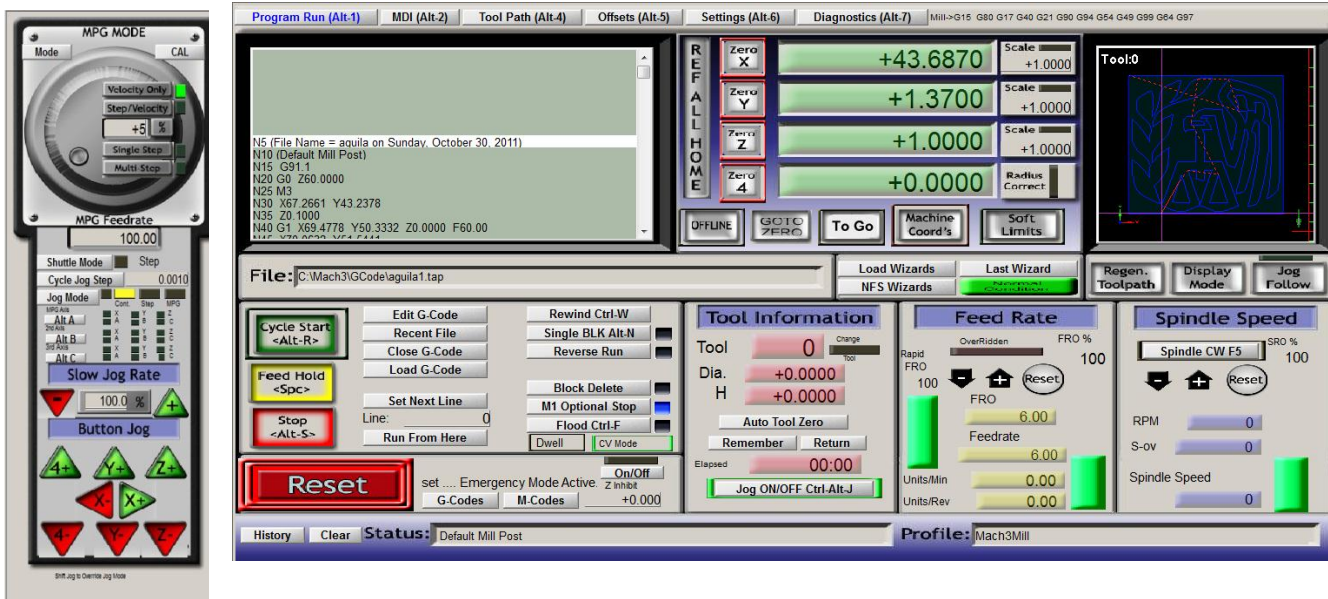 MPG MODE
Mode
CAL
Velocity Only
Step/Velocity
+5 %
Single Step
Multi Step
MPG Feedrate
100.00
Shuttle Mode Step
Cycle Jog Step 0.0010
Jog Mode Cont. Step MPG
MPG Axis
Alt A X Y Z
A B C
2nd Axis
Alt B X Y Z
A B C
3rd Axis
Alt C X Y Z
A B C
Slow Jog Rate
- 100.0 % +
Button Jog
4+ Y+ Z+
X- X+
4- Y- Z-
Shift Jog to Override Jog Mode
Program Run (Alt-1) MDI (Alt-2) Tool Path (Alt-4) Offsets (Alt-5) Settings (Alt-6) Diagnostics (Alt-7) Mill->G15 G80 G17 G40 G21 G90 G94 G54 G49 G99 G64 G97
N5 (File Name = aguila on Sunday, October 30, 2011)
N10 (Default Mill Post)
N15 G91.1
N20 G0 Z60.0000
N25 M3
N30 X67.2661 Y43.2378
N35 Z0.1000
N40 G1 X69.4778 Y50.3332 Z0.0000 F60.00
REF ALL HOME
Zero X +43.6870 Scale +1.0000
Zero Y +1.3700 Scale +1.0000
Zero Z +1.0000 Scale +1.0000
Zero 4 +0.0000 Radius Correct
OFFLINE GOTO ZERO To Go Machine Coord's Soft Limits
Tool:0
File: C:\Mach3\GCode\aguila1.tap
Load Wizards Last Wizard
NFS Wizards Normal Condition
Regen. Toolpath Display Mode Jog Follow
Cycle Start
<Alt-R>
Feed Hold
<Spc>
Stop
<Alt-S>
Edit G-Code
Recent File
Close G-Code
Load G-Code
Set Next Line
Line: 0
Run From Here
Rewind Ctrl-W
Single BLK Alt-N
Reverse Run
Block Delete
M1 Optional Stop
Flood Ctrl-F
Dwell CV Mode
Reset
set .... Emergency Mode Active.
On/Off
Z Inhibit
+0.000
G-Codes M-Codes
Tool Information
Tool 0 Change Tool
Dia. +0.0000
H +0.0000
Auto Tool Zero
Remember Return
Elapsed 00:00
Jog ON/OFF Ctrl-Alt-J
Feed Rate
OverRidden FRO %
100
Rapid
FRO
100
- + Reset
FRO
6.00
Feedrate
6.00
Units/Min 0.00
Units/Rev 0.00
Spindle Speed
Spindle CW F5 SRO %
100
- + Reset
RPM 0
S-ov 0
Spindle Speed
0
History Clear Status: Default Mill Post Profile: Mach3Mill